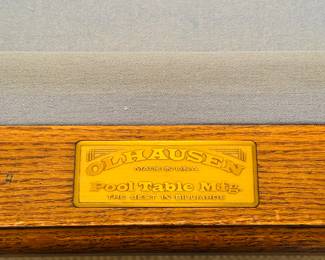 OLHAUSEN
MADE IN U.S.A.
Pool Table Mfg.
THE BEST IN BILLIARDS